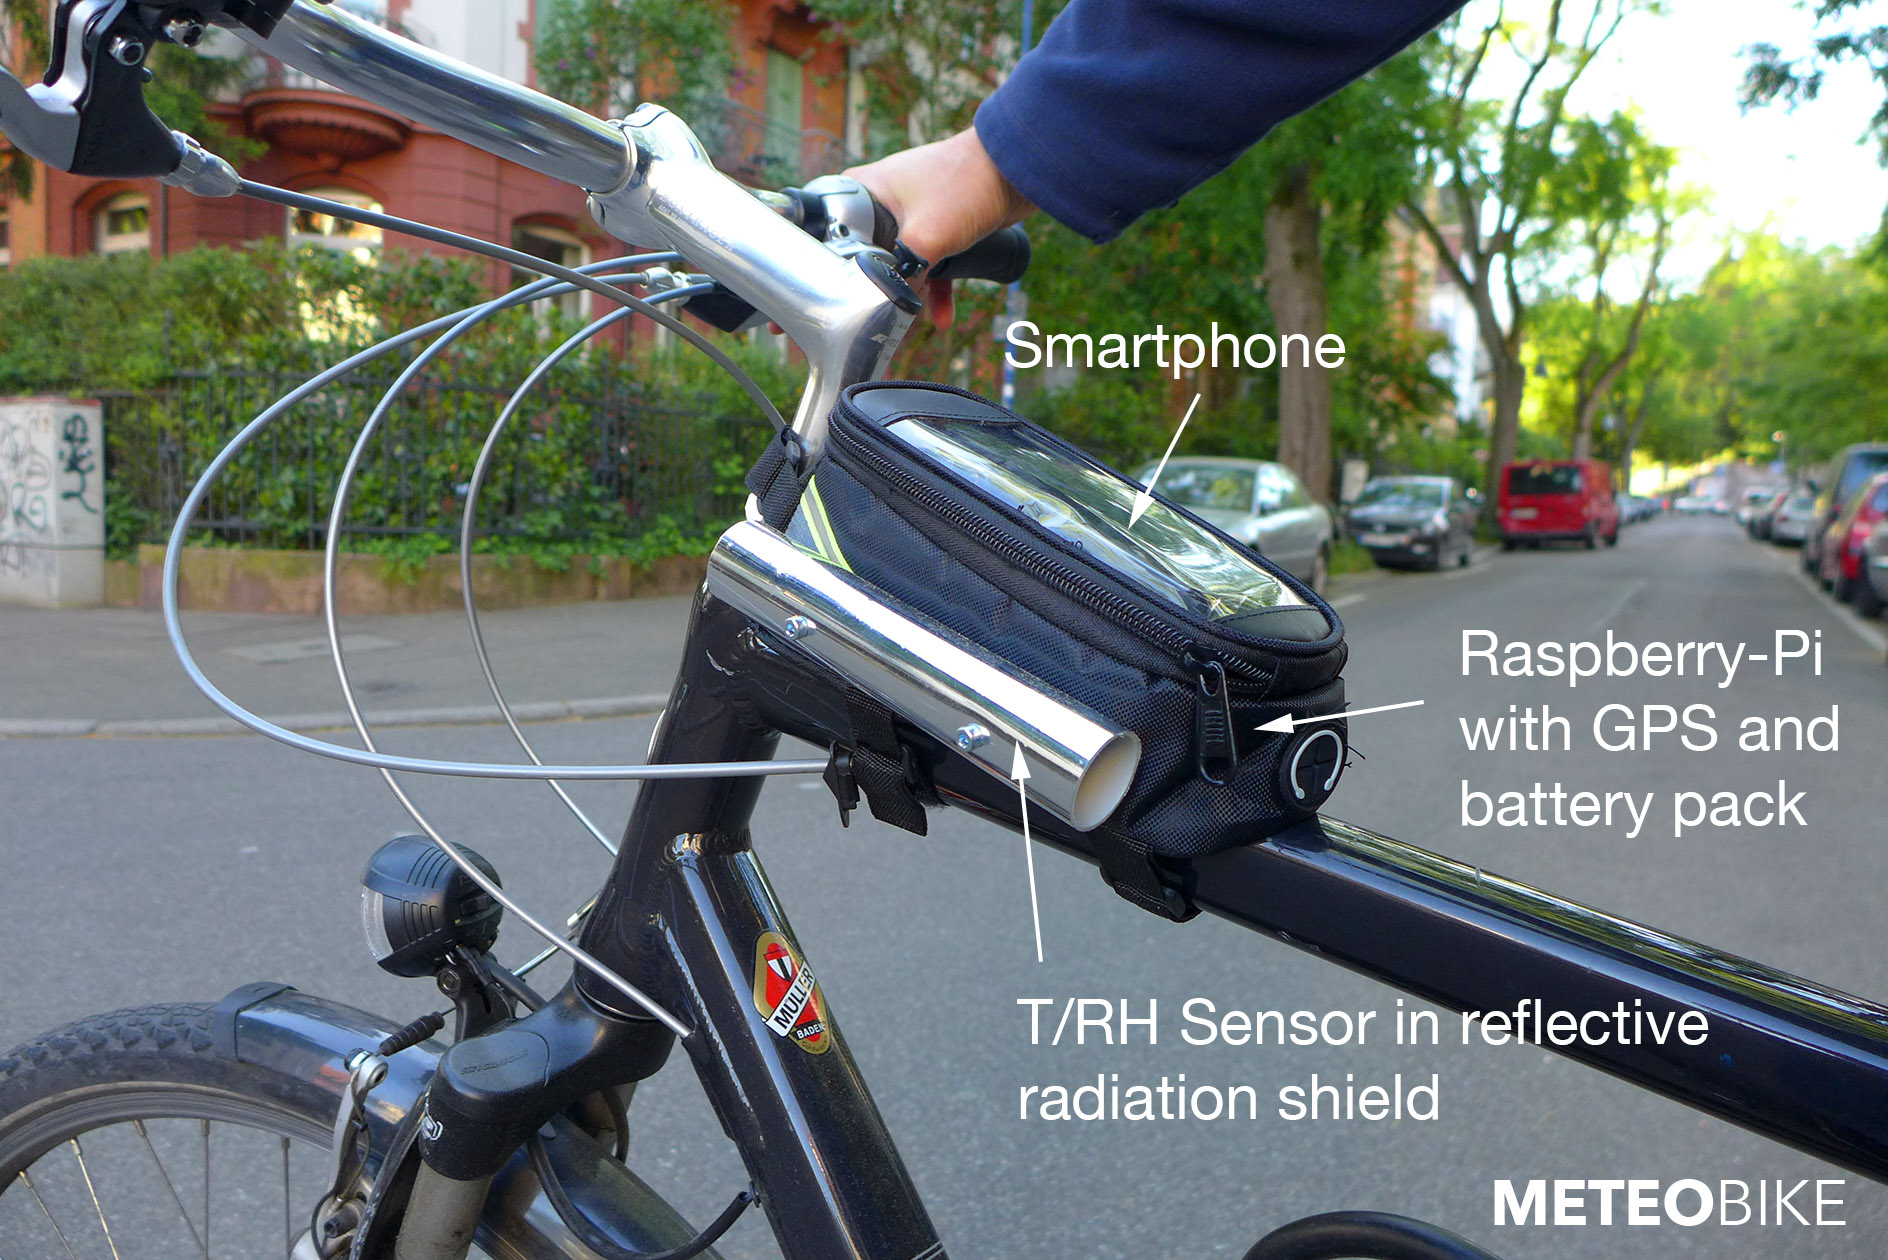 Smartphone
Raspberry-Pi
with GPS and
battery pack
MÜLLER
BADEN
T/RH Sensor in reflective
radiation shield
METEOBIKE